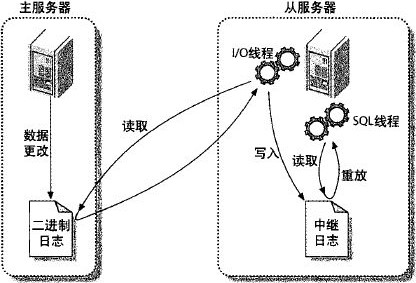 主服务器
从服务器
I/O线程
SQL线程
数据
更改
读取
写入
读取
重放
二进制
日志
中继
日志